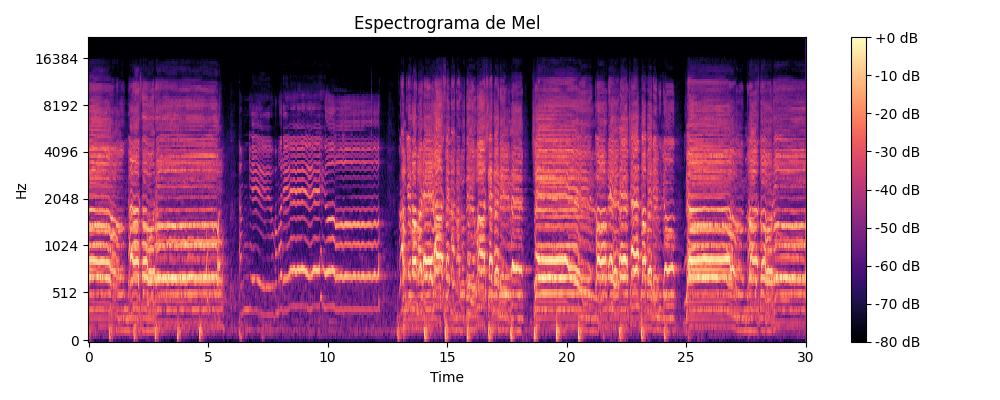 Espectrograma de Mel
Hz
16384
8192
4096
2048
1024
512
0
0 5 10 15 20 25 30
Time
+0 dB
-10 dB
-20 dB
-30 dB
-40 dB
-50 dB
-60 dB
-70 dB
-80 dB